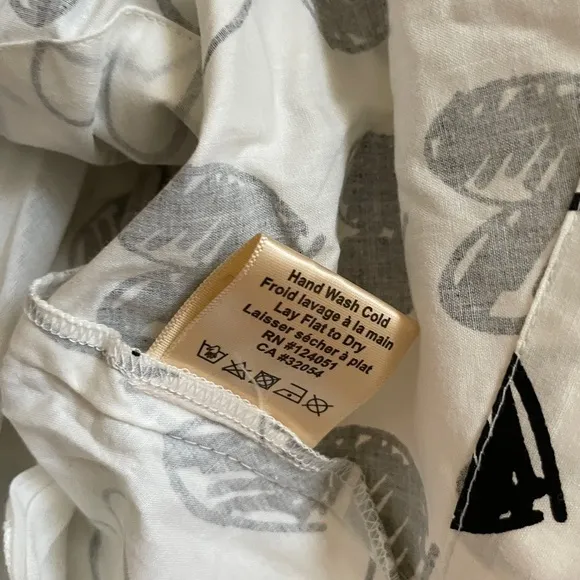 Hand Wash Cold
Froid lavage à la main
Lay Flat to Dry
Laisser sécher à plat
RN #124051
CA #32054